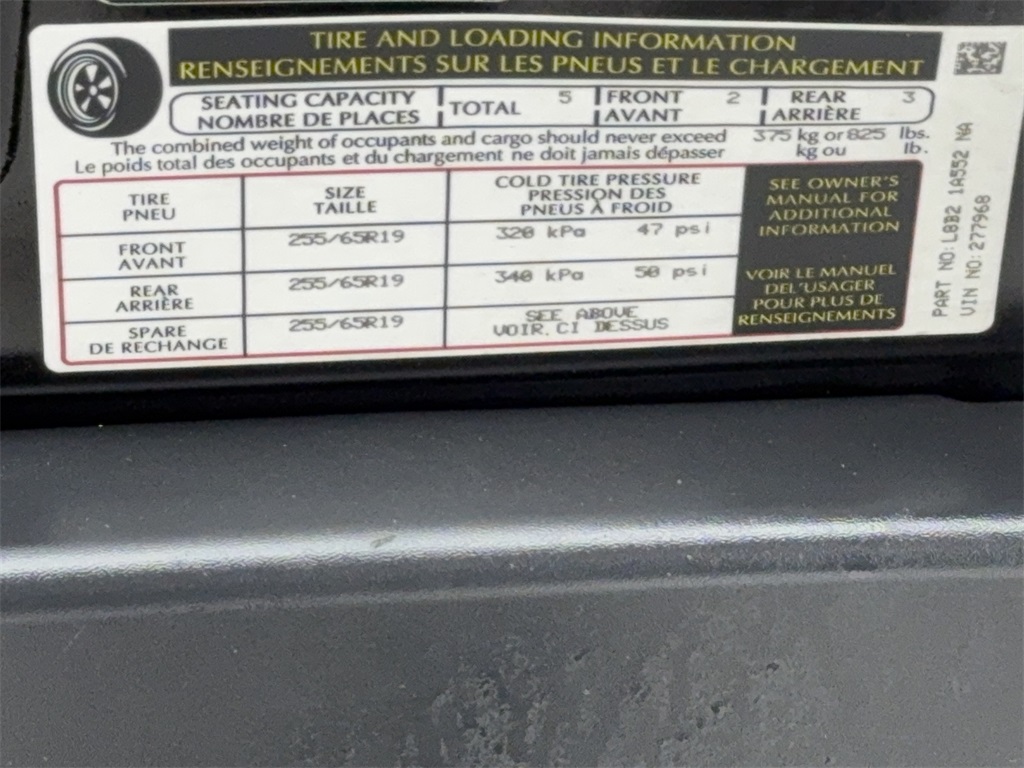 TIRE AND LOADING INFORMATION
RENSEIGNEMENTS SUR LES PNEUS ET LE CHARGEMENT
SEATING CAPACITY
NOMBRE DE PLACES
TOTAL 5
FRONT 2
AVANT
REAR 3
ARRIÈRE
The combined weight of occupants and cargo should never exceed 375 kg or 825 lbs.
Le poids total des occupants et du chargement ne doit jamais dépasser kg ou lb.
TIRE
PNEU
SIZE
TAILLE
COLD TIRE PRESSURE
PRESSION DES
PNEUS À FROID
FRONT
AVANT
255/65R19
320 kPa 47 psi
REAR
ARRIÈRE
255/65R19
340 kPa 50 psi
SPARE
DE RECHANGE
255/65R19
SEE ABOVE
VOIR.CI DESSUS
SEE OWNER'S
MANUAL FOR
ADDITIONAL
INFORMATION
VOIR LE MANUEL
DEL'USAGER
POUR PLUS DE
RENSEIGNEMENTS
PART NO: L8B2 1A552 NA
VIN NO: 277968